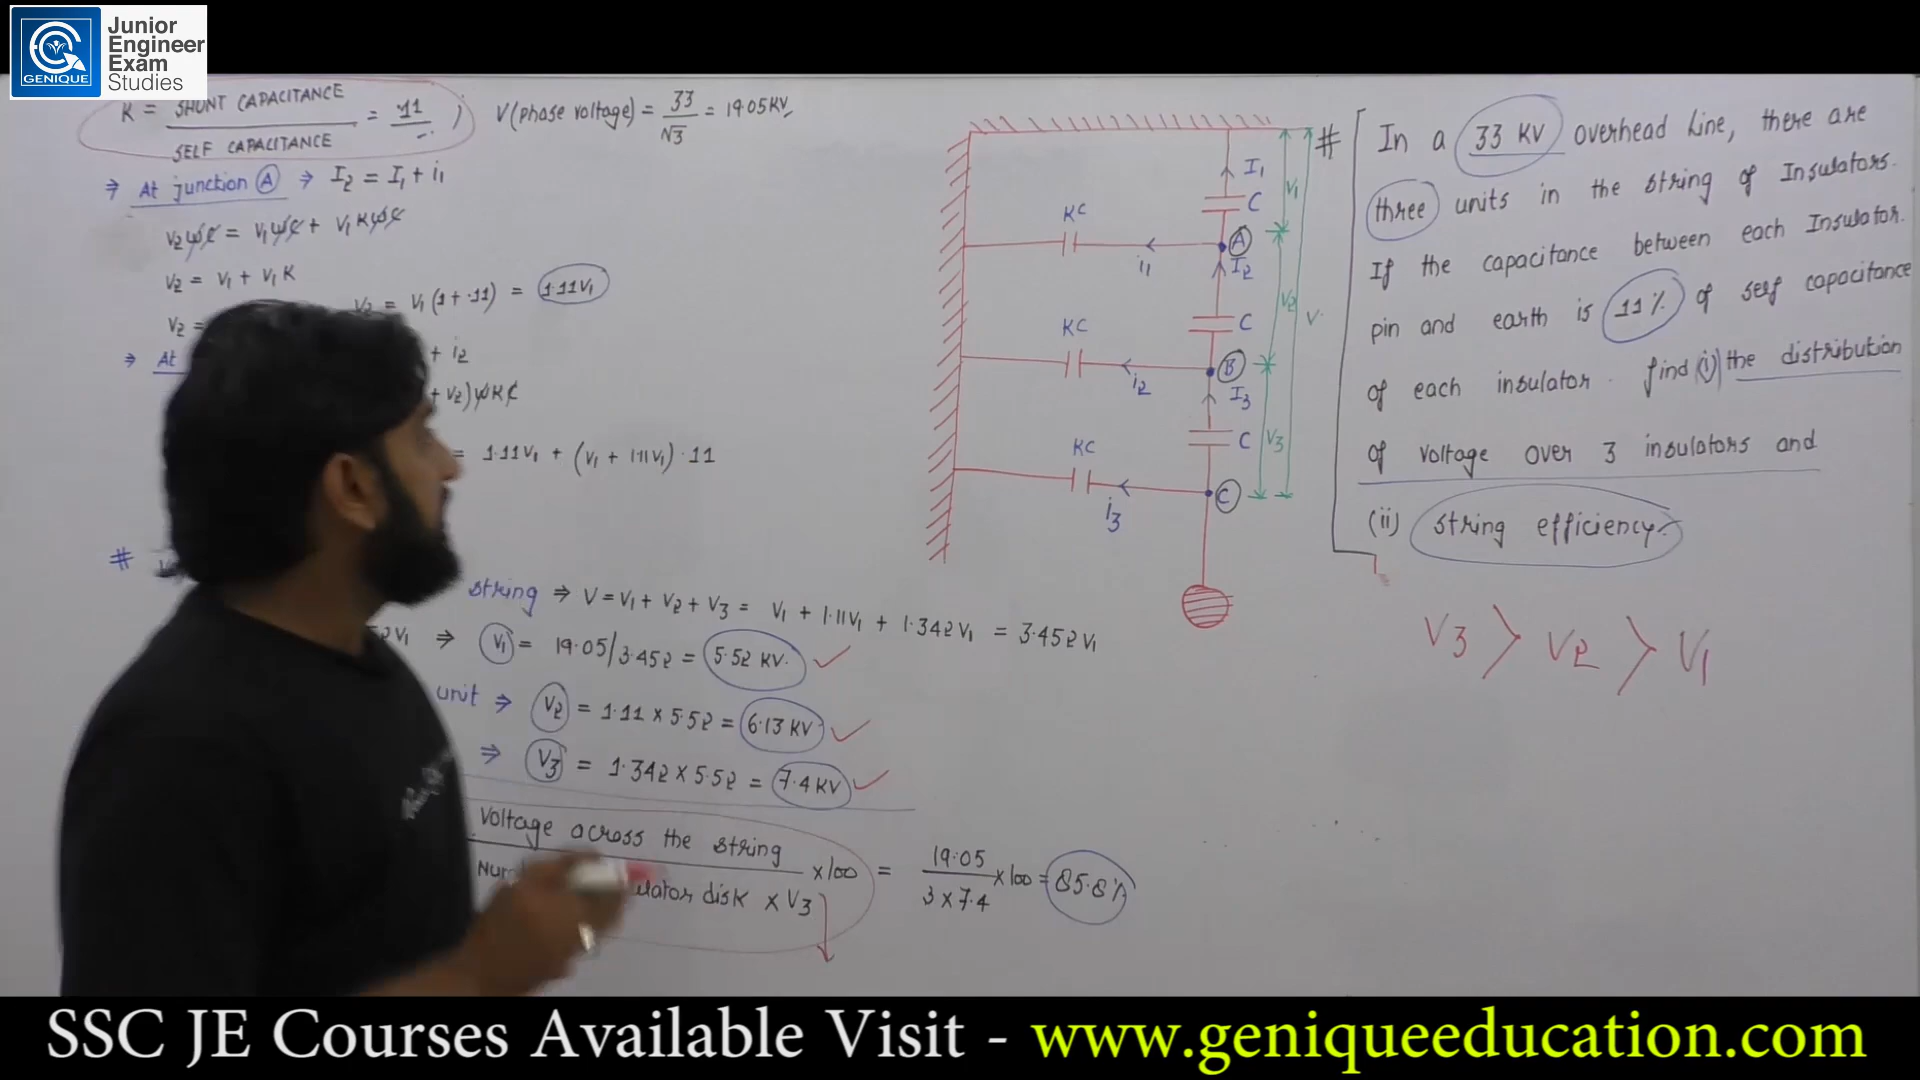 Junior
Engineer
Exam
Studies
GENIQUE
K = SHUNT CAPACITANCE / SELF CAPACITANCE = .11 ; V(phase voltage) = 33/√3 = 19.05KV
⇒ At junction (A) ⇒ I2 = I1 + i1
V2ωC = V1ωC + V1KωC
V2 = V1 + V1K
V2 = V1(1+.11) = 1.11V1
V2 =
⇒ At
+ i2
+ V2)ωKC
= 1.11V1 + (V1 + 1.11V1).11
#
string ⇒ V = V1 + V2 + V3 = V1 + 1.11V1 + 1.342V1 = 3.452V1
2V1 ⇒ V1 = 19.05/3.452 = 5.52 KV. ✓
unit ⇒ V2 = 1.11 × 5.52 = 6.13 KV ✓
⇒ V3 = 1.342 × 5.52 = 7.4 KV ✓
Voltage across the string ×100 = 19.05 / 3×7.4 ×100 = 85.8%
disk × V3
I1
C
V1
KC
A
i1
I2
KC
C
V2
V
B
i2
I3
KC
C
V3
C
i3
# In a 33 KV overhead line, there are
three units in the string of Insulators.
If the capacitance between each Insulator
pin and earth is 11% of self capacitance
of each insulator. find (i) the distribution
of voltage over 3 insulators and
(ii) string efficiency.
V3 > V2 > V1
SSC JE Courses Available Visit - www.geniqueeducation.com